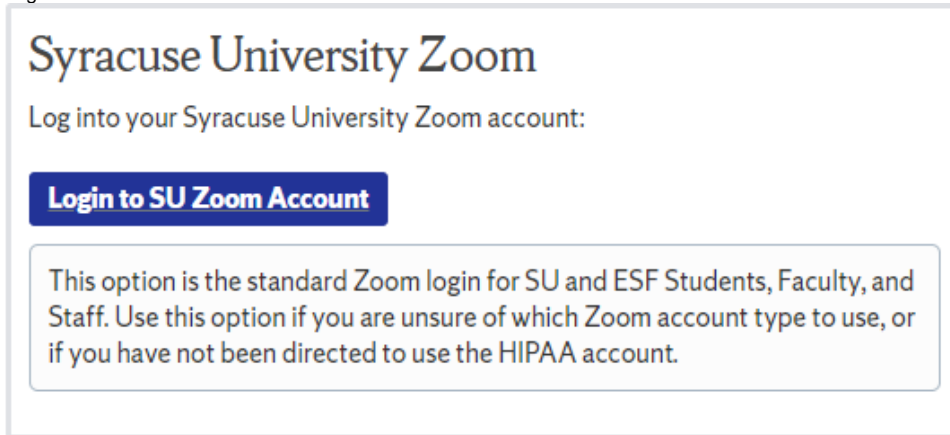 Syracuse University Zoom
Log into your Syracuse University Zoom account:
Login to SU Zoom Account
This option is the standard Zoom login for SU and ESF Students, Faculty, and
Staff. Use this option if you are unsure of which Zoom account type to use, or
if you have not been directed to use the HIPAA account.